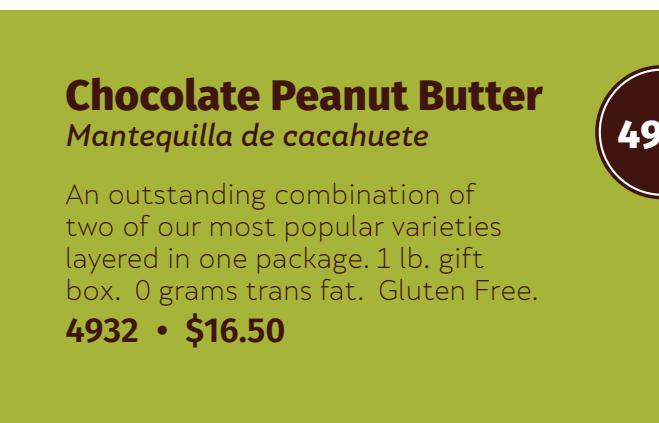 Chocolate Peanut Butter
Mantequilla de cacahuete
An outstanding combination of
two of our most popular varieties
layered in one package. 1 lb. gift
box.  0 grams trans fat.  Gluten Free.
4932 • $16.50
49